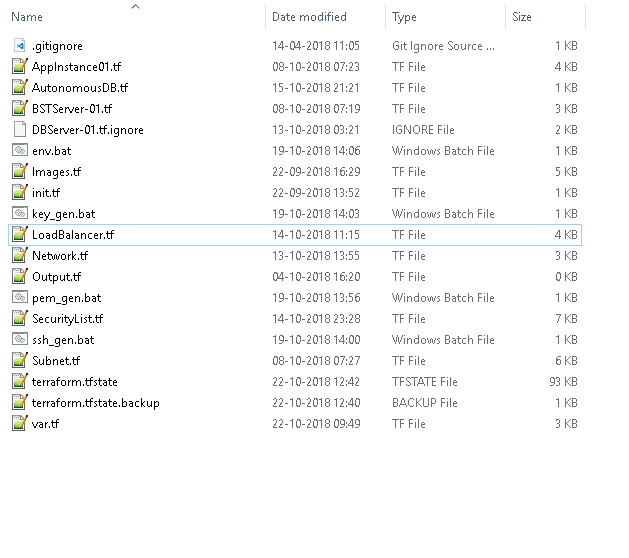 Name Date modified Type Size
.gitignore 14-04-2018 11:05 Git Ignore Source ... 1 KB
AppInstance01.tf 08-10-2018 07:23 TF File 4 KB
AutonomousDB.tf 15-10-2018 21:21 TF File 1 KB
BSTServer-01.tf 08-10-2018 07:19 TF File 3 KB
DBServer-01.tf.ignore 13-10-2018 03:21 IGNORE File 2 KB
env.bat 19-10-2018 14:06 Windows Batch File 1 KB
Images.tf 22-09-2018 16:29 TF File 5 KB
init.tf 22-09-2018 13:52 TF File 1 KB
key_gen.bat 19-10-2018 14:03 Windows Batch File 1 KB
LoadBalancer.tf 14-10-2018 11:15 TF File 4 KB
Network.tf 13-10-2018 13:55 TF File 3 KB
Output.tf 04-10-2018 16:20 TF File 0 KB
pem_gen.bat 19-10-2018 13:56 Windows Batch File 1 KB
SecurityList.tf 14-10-2018 23:28 TF File 7 KB
ssh_gen.bat 19-10-2018 14:00 Windows Batch File 1 KB
Subnet.tf 08-10-2018 07:27 TF File 6 KB
terraform.tfstate 22-10-2018 12:42 TFSTATE File 93 KB
terraform.tfstate.backup 22-10-2018 12:40 BACKUP File 1 KB
var.tf 22-10-2018 09:49 TF File 3 KB